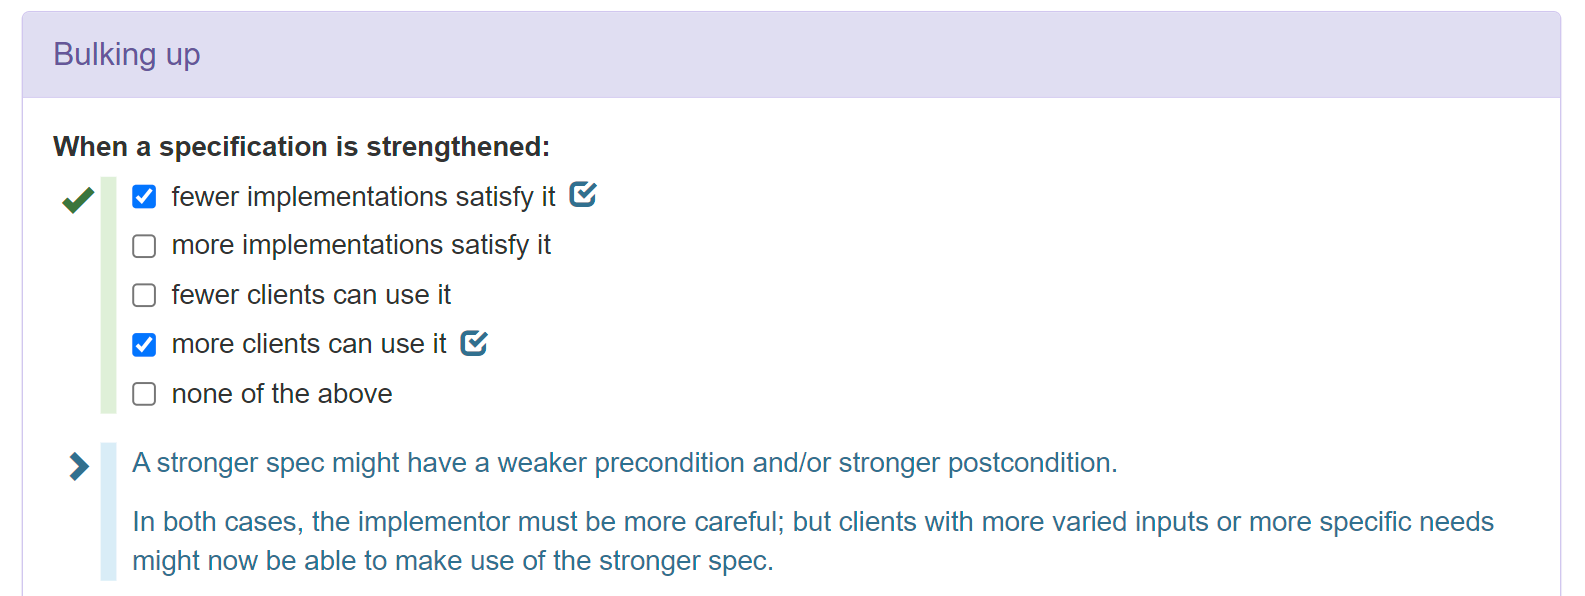 Bulking up
When a specification is strengthened:
fewer implementations satisfy it
more implementations satisfy it
fewer clients can use it
more clients can use it
none of the above
A stronger spec might have a weaker precondition and/or stronger postcondition.
In both cases, the implementor must be more careful; but clients with more varied inputs or more specific needs
might now be able to make use of the stronger spec.